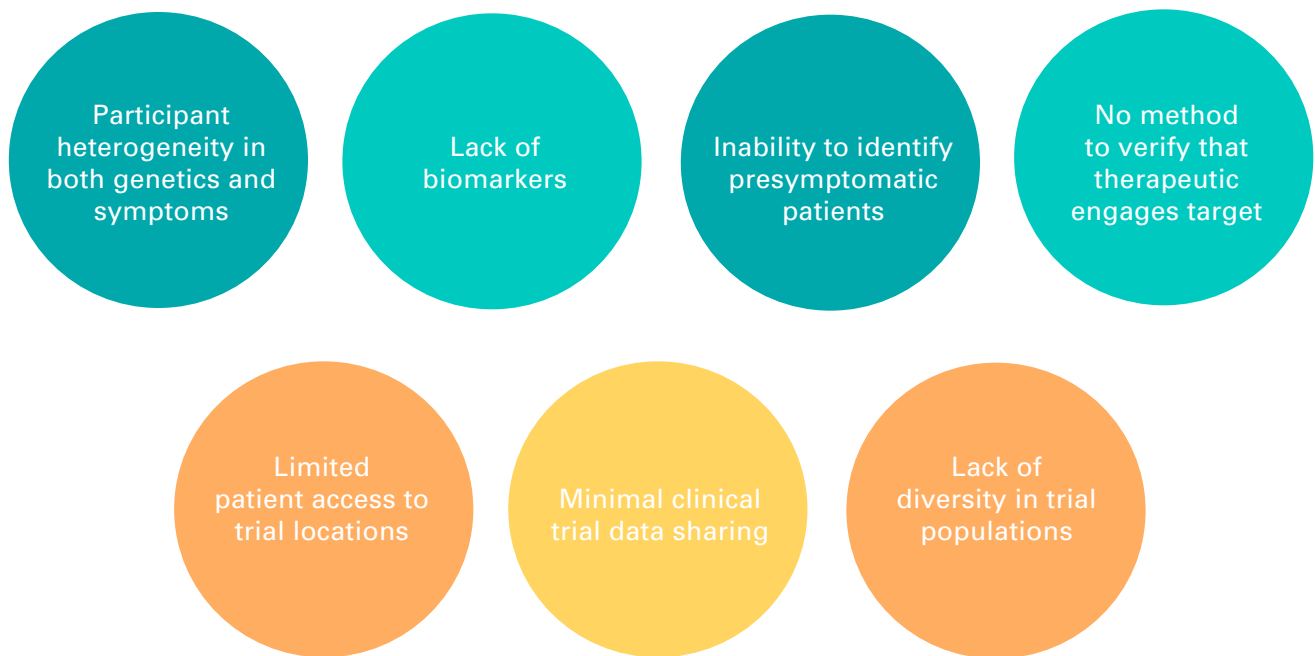 Participant
heterogeneity in
both genetics and
symptoms
Lack of
biomarkers
Inability to identify
presymptomatic
patients
No method
to verify that
therapeutic
engages target
Limited
patient access to
trial locations
Minimal clinical
trial data sharing
Lack of
diversity in trial
populations